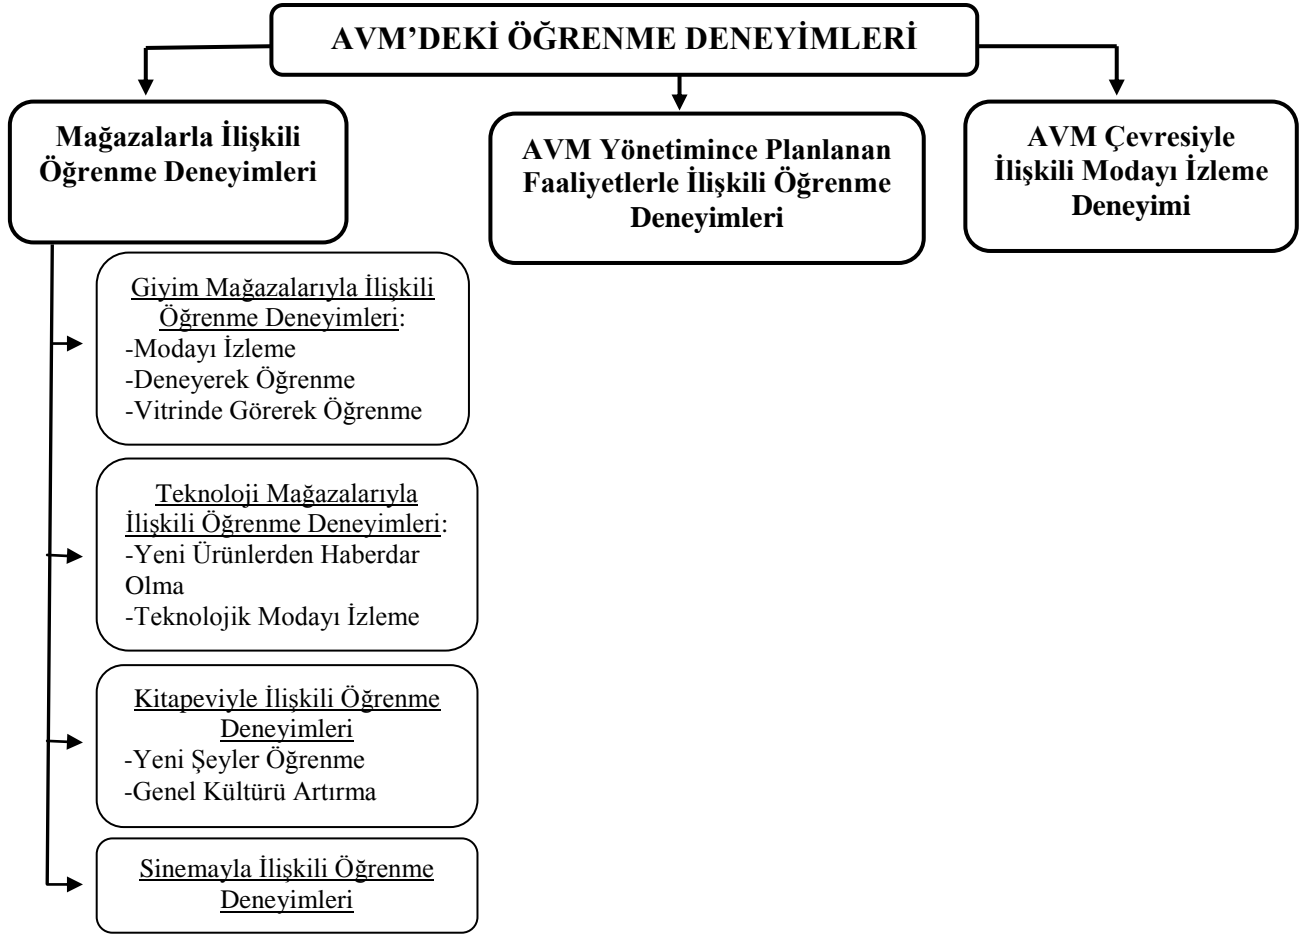 AVM’DEKİ ÖĞRENME DENEYİMLERİ
Mağazalarla İlişkili
Öğrenme Deneyimleri
AVM Yönetimince Planlanan
Faaliyetlerle İlişkili Öğrenme
Deneyimleri
AVM Çevresiyle
İlişkili Modayı İzleme
Deneyimi
Giyim Mağazalarıyla İlişkili
Öğrenme Deneyimleri:
-Modayı İzleme
-Deneyerek Öğrenme
-Vitrinde Görerek Öğrenme
Teknoloji Mağazalarıyla
İlişkili Öğrenme Deneyimleri:
-Yeni Ürünlerden Haberdar
Olma
-Teknolojik Modayı İzleme
Kitapeviyle İlişkili Öğrenme
Deneyimleri
-Yeni Şeyler Öğrenme
-Genel Kültürü Artırma
Sinemayla İlişkili Öğrenme
Deneyimleri